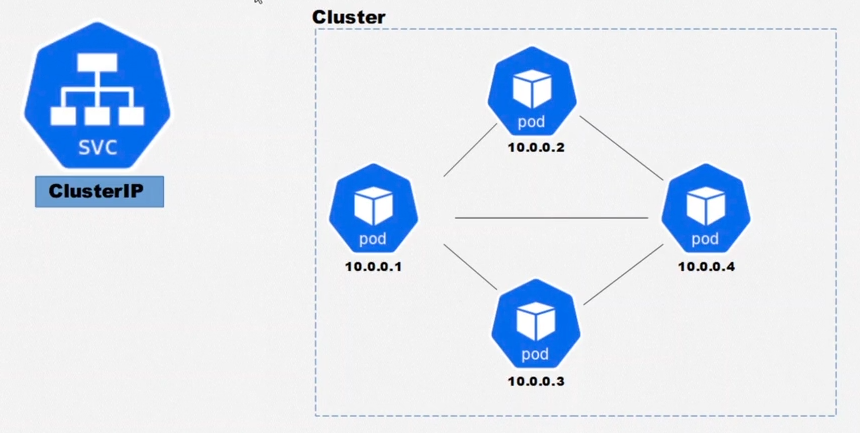 Cluster
SVC
ClusterIP
pod
10.0.0.2
pod
10.0.0.1
pod
10.0.0.4
pod
10.0.0.3